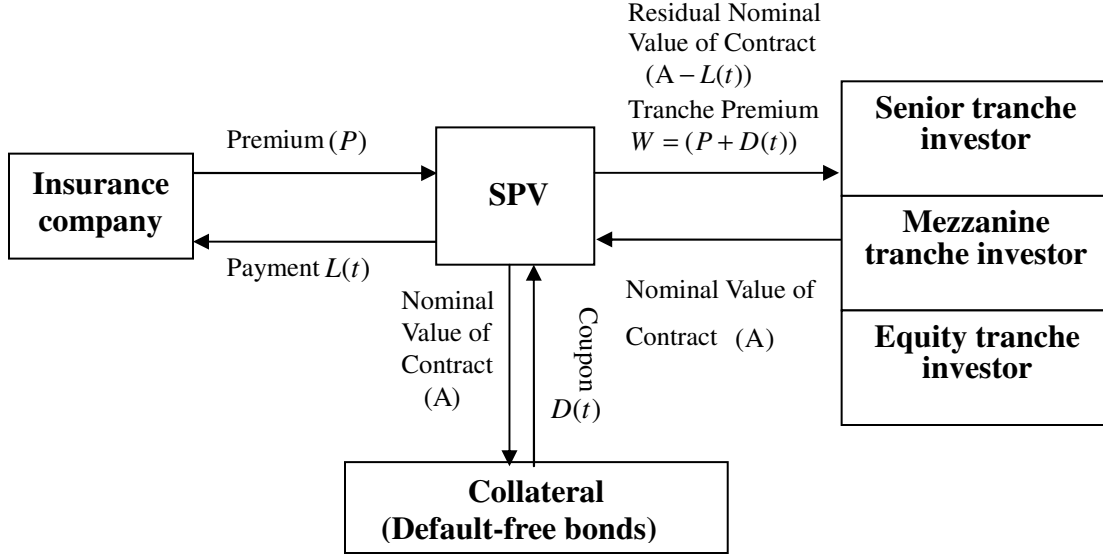 Residual Nominal
Value of Contract
(A − L(t))
Tranche Premium
W = (P + D(t))
Premium (P)
Insurance
company
Payment L(t)
SPV
Senior tranche
investor
Mezzanine
tranche investor
Equity tranche
investor
Nominal Value of
Contract (A)
Nominal
Value of
Contract
(A)
Coupon
D(t)
Collateral
(Default-free bonds)